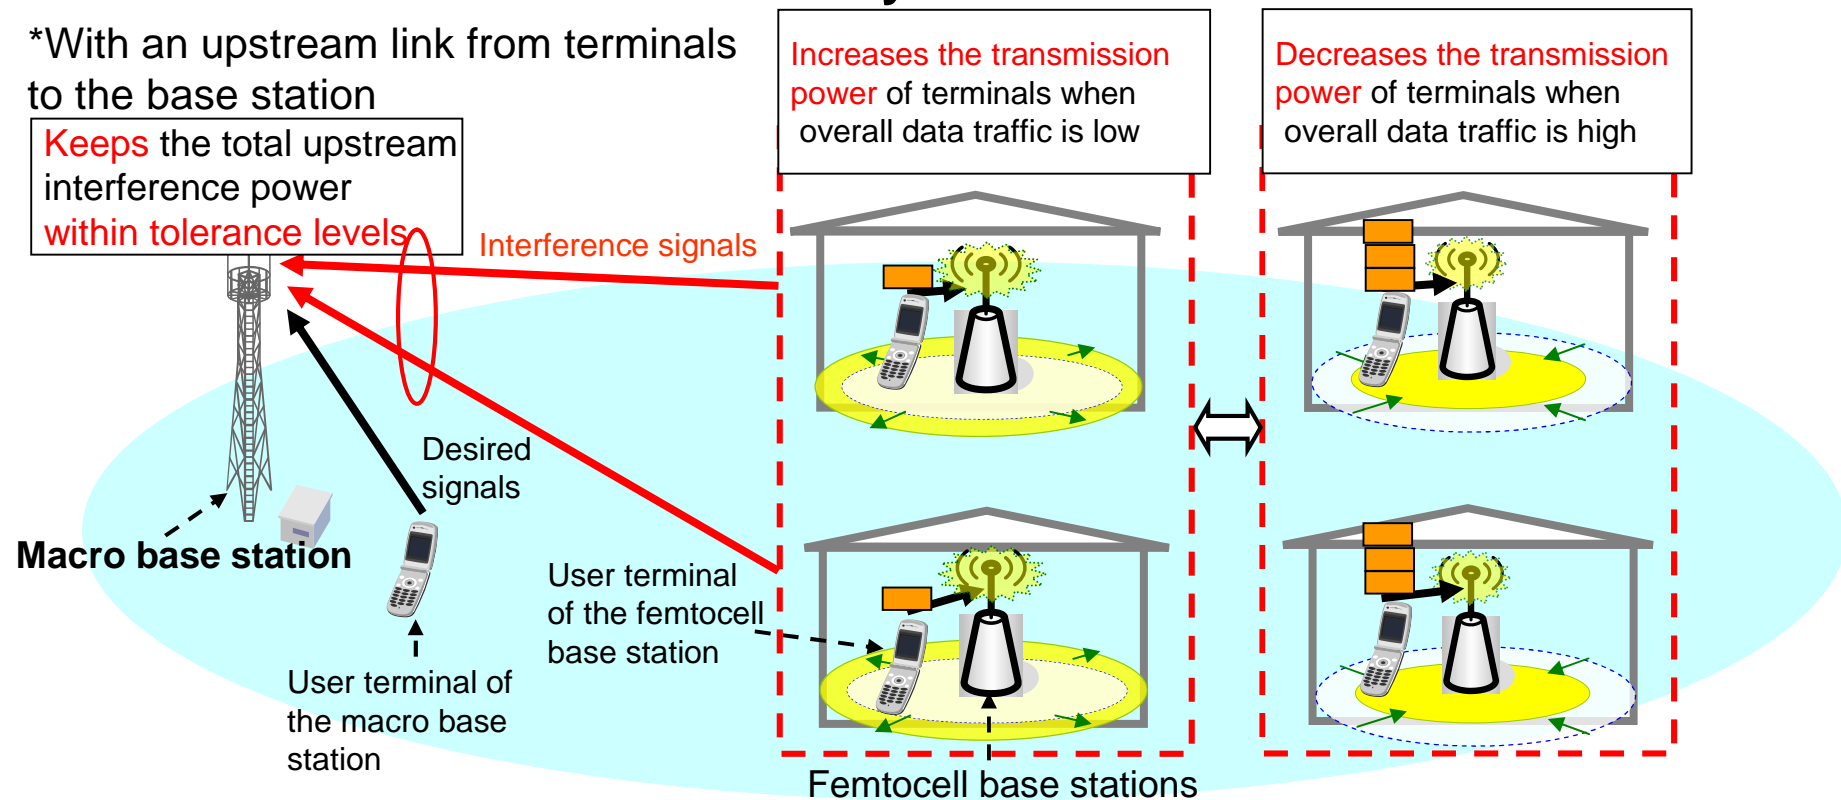 *With an upstream link from terminals
to the base station
Keeps the total upstream
interference power
within tolerance levels
Increases the transmission
power of terminals when
overall data traffic is low
Decreases the transmission
power of terminals when
overall data traffic is high
Interference signals
Desired
signals
Macro base station
User terminal
of the femtocell
base station
User terminal of
the macro base
station
Femtocell base stations